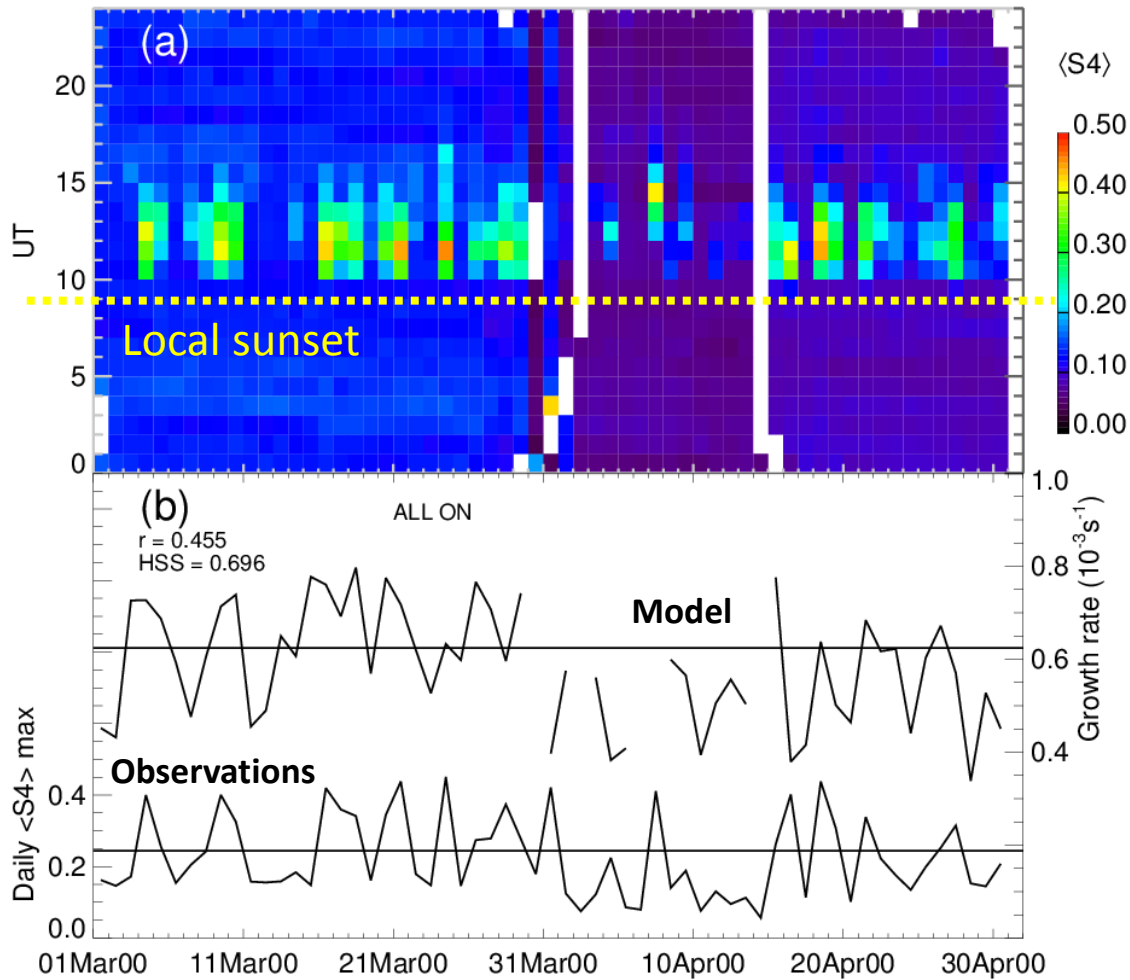 (a)
⟨S4⟩
20
15
10
5
0
UT
Local sunset
0.50
0.40
0.30
0.20
0.10
0.00
(b)
ALL ON
r = 0.455
HSS = 0.696
Model
Observations
1.0
0.8
0.6
0.4
Growth rate (10⁻³s⁻¹)
Daily <S4> max
0.4
0.2
0.0
01Mar00 11Mar00 21Mar00 31Mar00 10Apr00 20Apr00 30Apr00